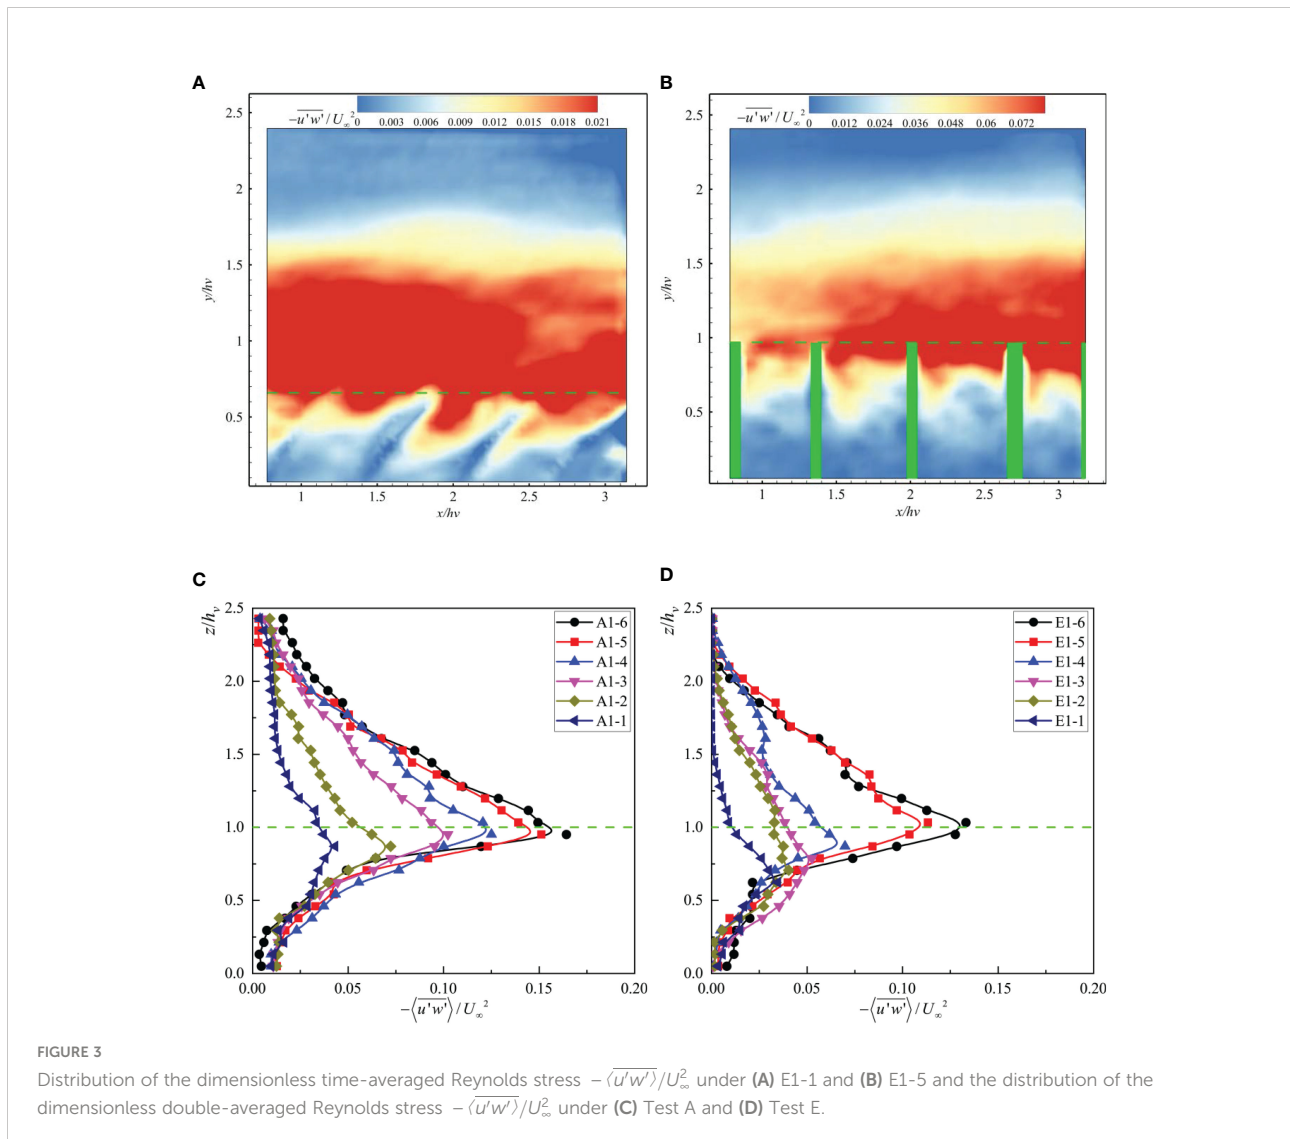 A
B
2.5
2
1.5
1
0.5
y/hv
-u'w'/U∞²
0 0.003 0.006 0.009 0.012 0.015 0.018 0.021
1 1.5 2 2.5 3
x/hv
2.5
2
1.5
1
0.5
y/hv
-u'w'/U∞²
0 0.012 0.024 0.036 0.048 0.06 0.072
1 1.5 2 2.5 3
x/hv
C
D
z/hv
2.5
2.0
1.5
1.0
0.5
0.0
A1-6
A1-5
A1-4
A1-3
A1-2
A1-1
0.00 0.05 0.10 0.15 0.20
-⟨u'w'⟩/U∞²
z/hv
2.5
2.0
1.5
1.0
0.5
0.0
E1-6
E1-5
E1-4
E1-3
E1-2
E1-1
0.00 0.05 0.10 0.15 0.20
-⟨u'w'⟩/U∞²
FIGURE 3
Distribution of the dimensionless time-averaged Reynolds stress −⟨u'w'⟩/U∞² under (A) E1-1 and (B) E1-5 and the distribution of the
dimensionless double-averaged Reynolds stress −⟨u'w'⟩/U∞² under (C) Test A and (D) Test E.